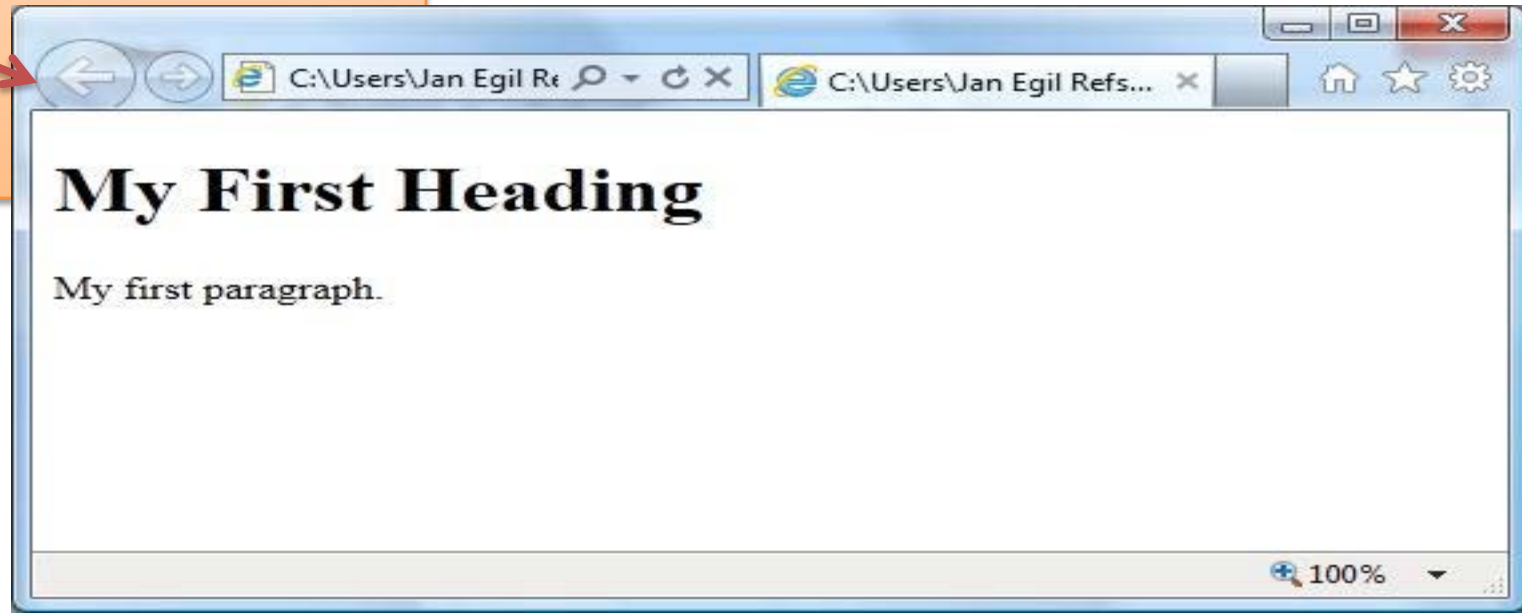 C:\Users\Jan Egil Re
C:\Users\Jan Egil Refs...
My First Heading
My first paragraph.
100%